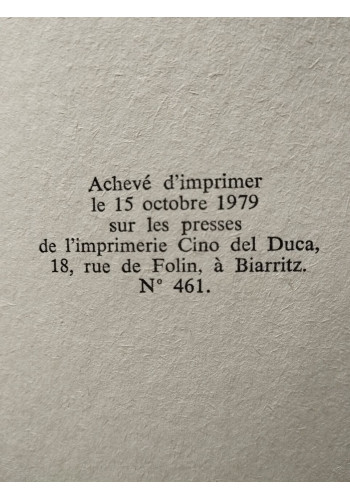 Achevé d'imprimer
le 15 octobre 1979
sur les presses
de l'imprimerie Cino del Duca,
18, rue de Folin, à Biarritz.
N° 461.